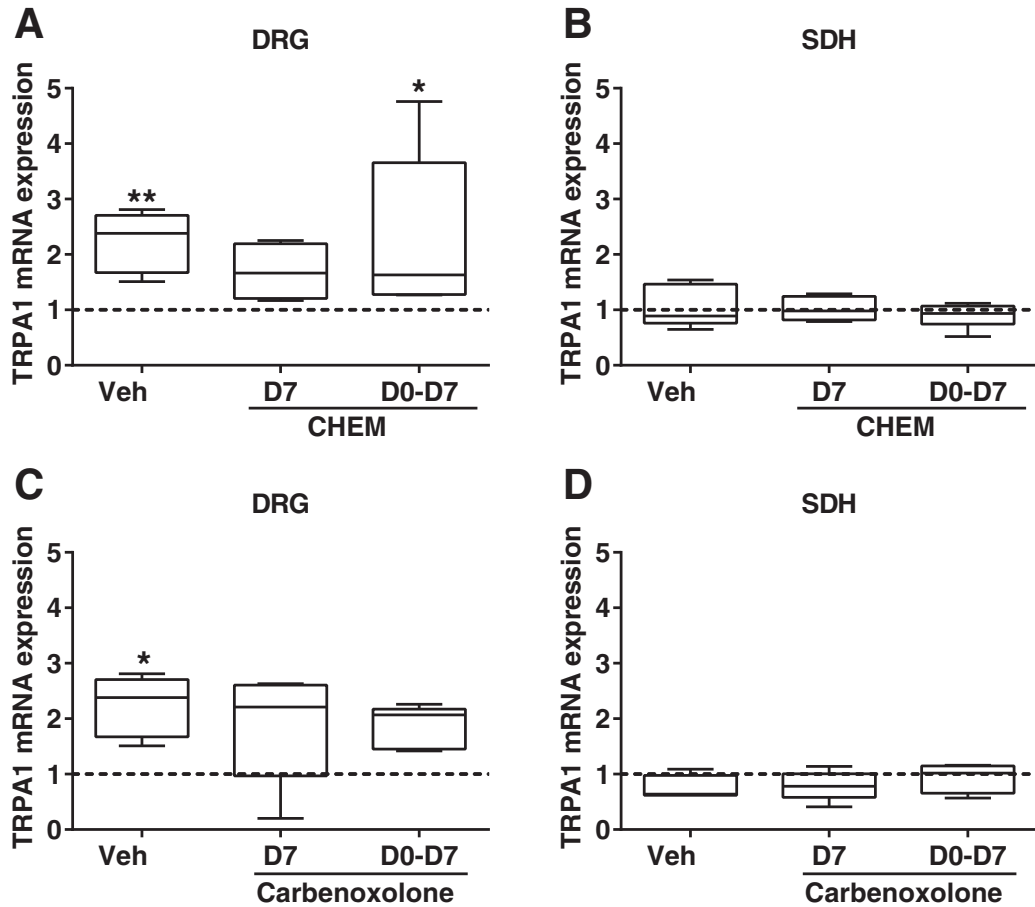 A
DRG
TRPA1 mRNA expression
5
4
3
2
1
0
**
*
Veh
D7
D0-D7
CHEM
B
SDH
TRPA1 mRNA expression
5
4
3
2
1
0
Veh
D7
D0-D7
CHEM
C
DRG
TRPA1 mRNA expression
5
4
3
2
1
0
*
Veh
D7
D0-D7
Carbenoxolone
D
SDH
TRPA1 mRNA expression
5
4
3
2
1
0
Veh
D7
D0-D7
Carbenoxolone